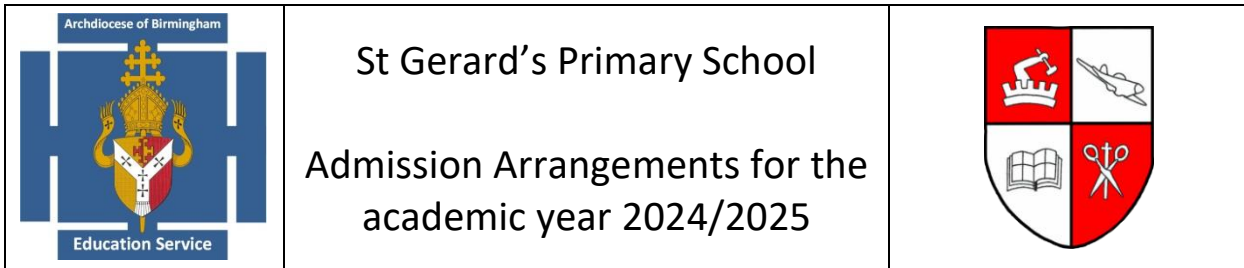 Archdiocese of Birmingham
Education Service
St Gerard’s Primary School
Admission Arrangements for the
academic year 2024/2025